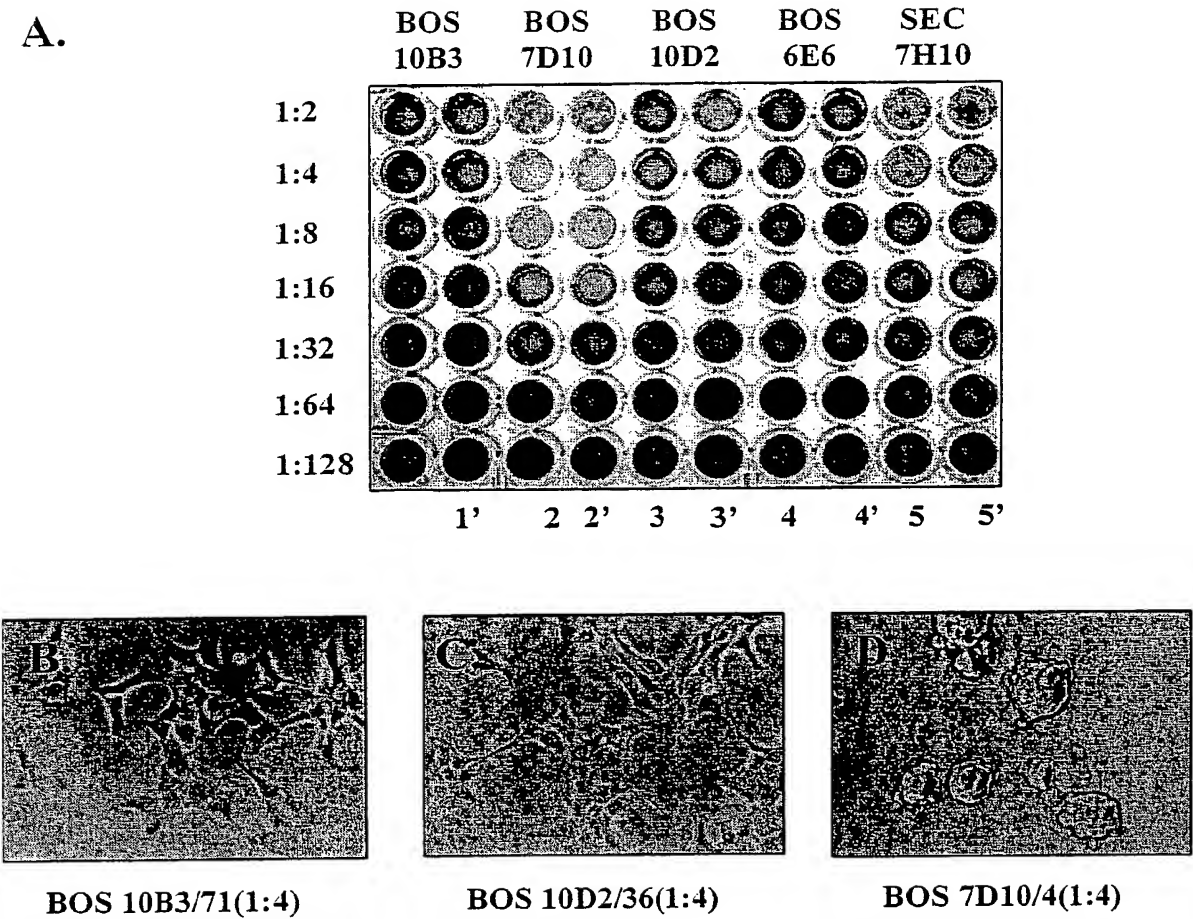 A.
BOS BOS BOS BOS SEC
10B3 7D10 10D2 6E6 7H10
1:2
1:4
1:8
1:16
1:32
1:64
1:128
1' 2 2' 3 3' 4 4' 5 5'
B C D
BOS 10B3/71(1:4) BOS 10D2/36(1:4) BOS 7D10/4(1:4)